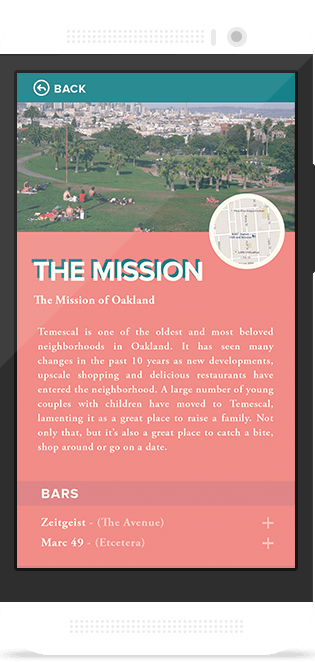 BACK
THE MISSION
The Mission of Oakland
Temescal is one of the oldest and most beloved
neighborhoods in Oakland. It has seen many
changes in the past 10 years as new developments,
upscale shopping and delicious restaurants have
entered the neighborhood. A large number of young
couples with children have moved to Temescal,
lamenting it as a great place to raise a family. Not
only that, but it's also a great place to catch a bite,
shop around or go on a date.
BARS
Zeitgeist - (The Avenue)
Marc 49 - (Etcetera)